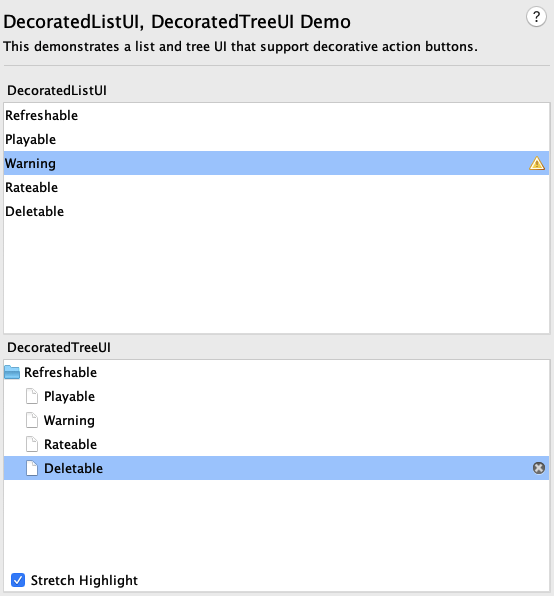 DecoratedListUI, DecoratedTreeUI Demo
?
This demonstrates a list and tree UI that support decorative action buttons.
DecoratedListUI
Refreshable
Playable
Warning
Rateable
Deletable
DecoratedTreeUI
Refreshable
Playable
Warning
Rateable
Deletable
Stretch Highlight